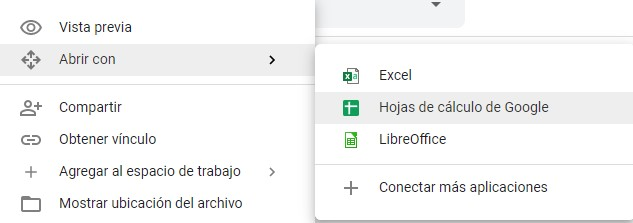 Vista previa
Abrir con
Compartir
Obtener vínculo
Agregar al espacio de trabajo
Mostrar ubicación del archivo
Excel
Hojas de cálculo de Google
LibreOffice
Conectar más aplicaciones